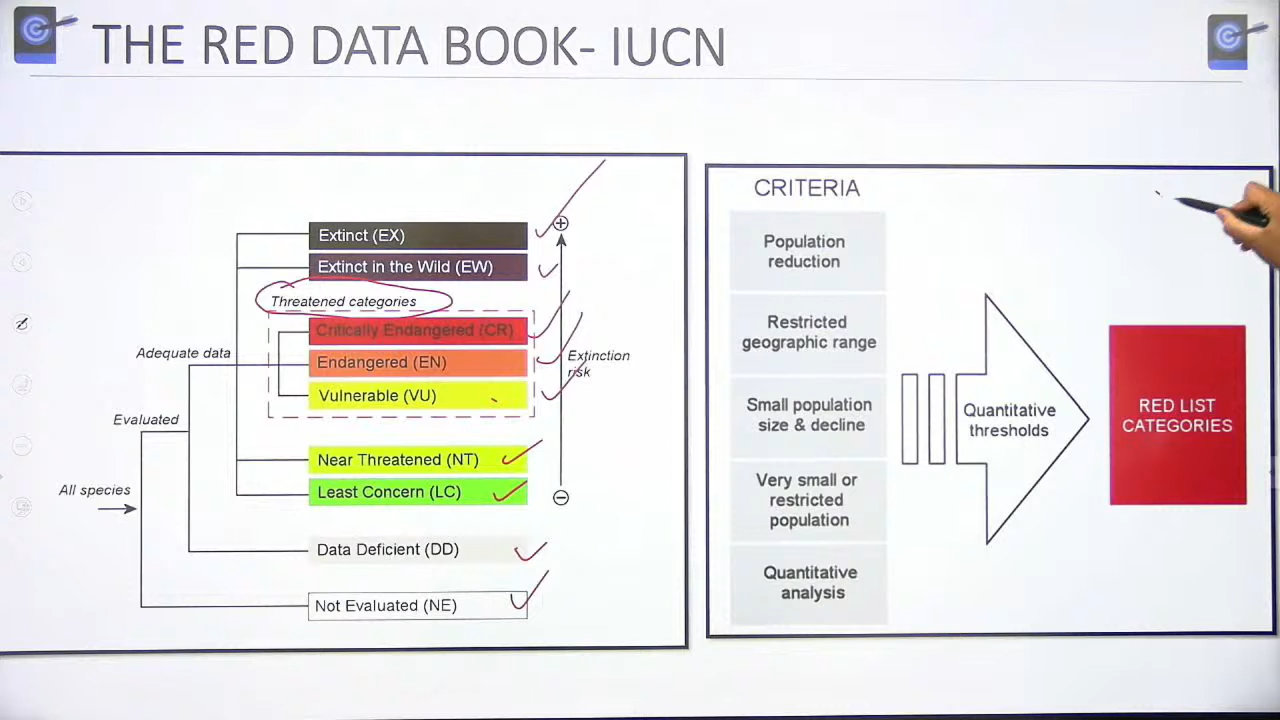 THE RED DATA BOOK- IUCN
Extinct (EX)
Extinct in the Wild (EW)
Threatened categories
Critically Endangered (CR)
Adequate data
Endangered (EN)
Extinction
risk
Vulnerable (VU)
Evaluated
Near Threatened (NT)
All species
Least Concern (LC)
Data Deficient (DD)
Not Evaluated (NE)
CRITERIA
Population
reduction
Restricted
geographic range
Small population
size & decline
Very small or
restricted
population
Quantitative
analysis
Quantitative
thresholds
RED LIST
CATEGORIES